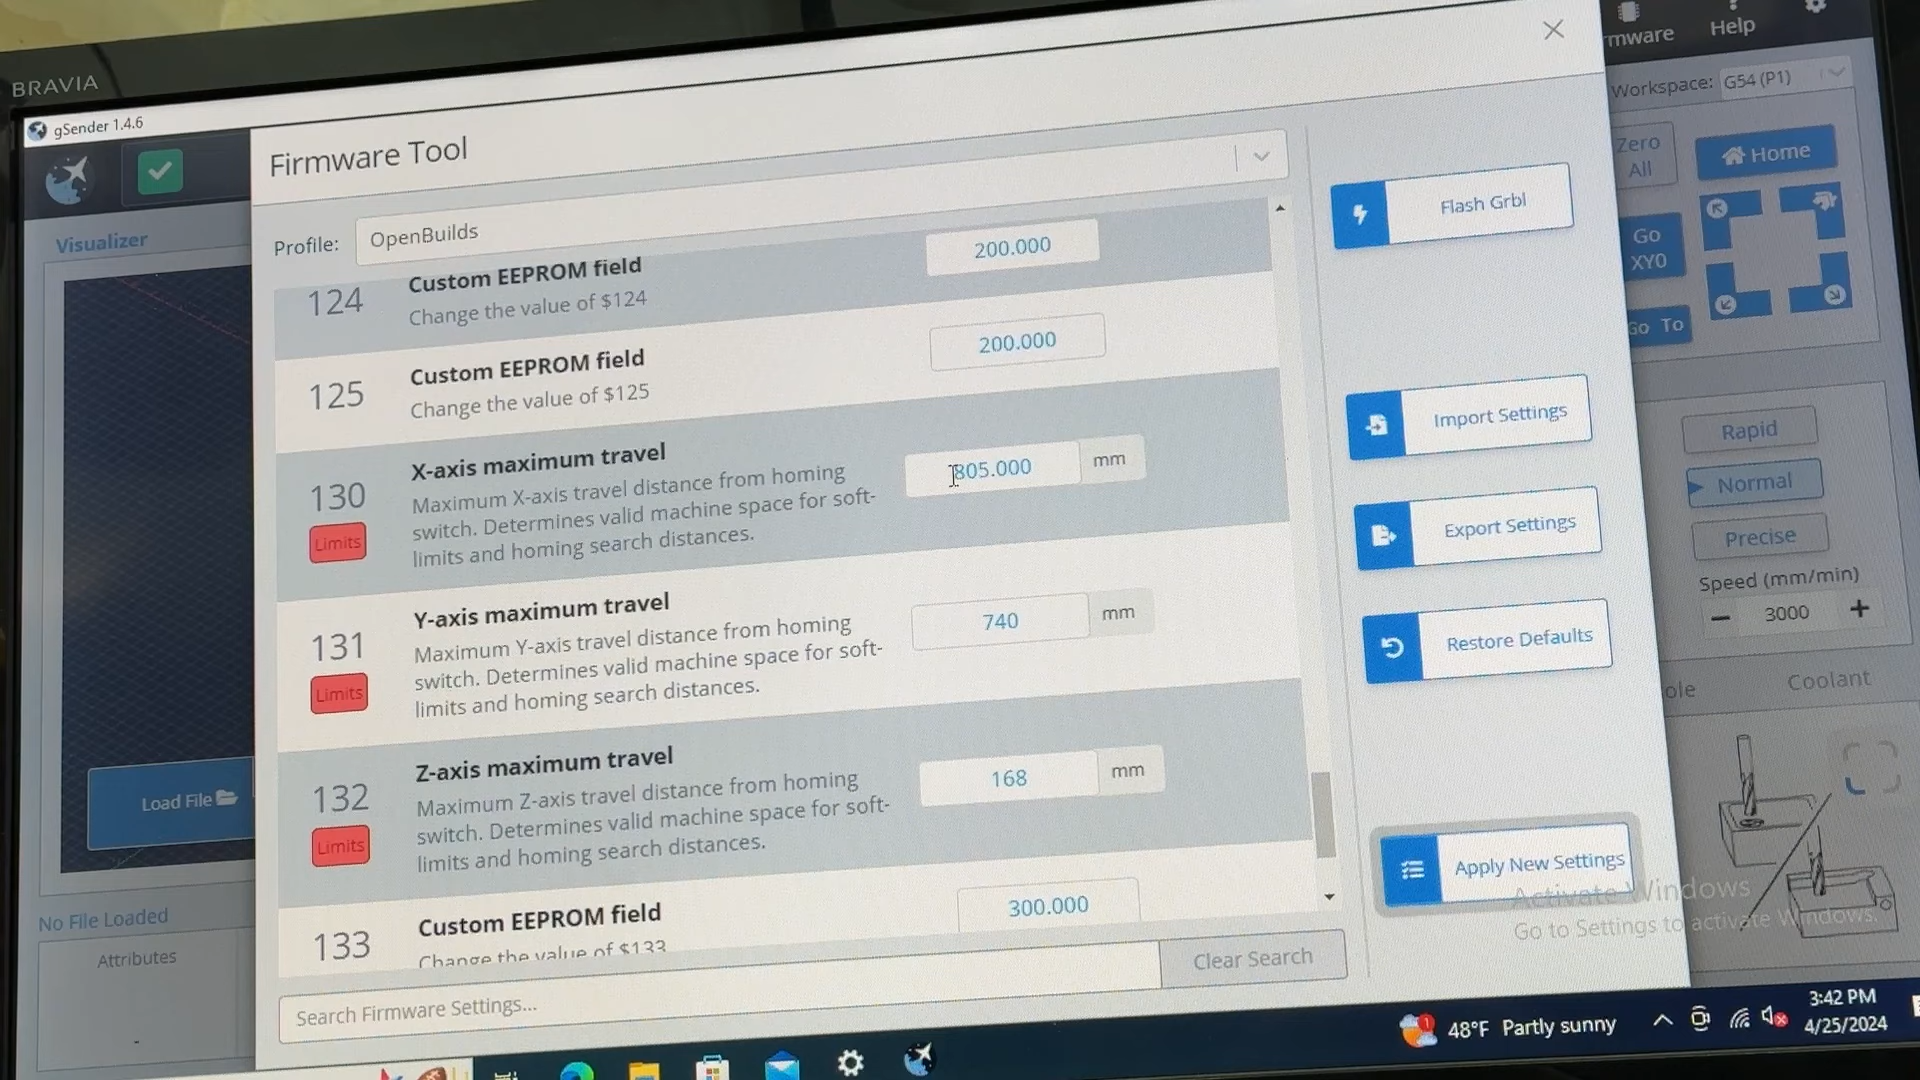 BRAVIA
gSender 1.4.6
Help
Workspace: G54 (P1)
Firmware Tool
Zero All
Home
Visualizer
Profile:
OpenBuilds
Flash Grbl
Go XY0
Go To
124
Custom EEPROM field
Change the value of $124
200.000
125
Custom EEPROM field
Change the value of $125
200.000
Import Settings
Rapid
130
Limits
X-axis maximum travel
Maximum X-axis travel distance from homing
switch. Determines valid machine space for soft-
limits and homing search distances.
805.000
mm
Normal
Export Settings
Precise
Speed (mm/min)
3000
131
Limits
Y-axis maximum travel
Maximum Y-axis travel distance from homing
switch. Determines valid machine space for soft-
limits and homing search distances.
740
mm
Restore Defaults
Coolant
132
Limits
Z-axis maximum travel
Maximum Z-axis travel distance from homing
switch. Determines valid machine space for soft-
limits and homing search distances.
168
mm
Load File
Apply New Settings
Activate Windows
Go to Settings to activate Windows.
133
Custom EEPROM field
Change the value of $133
300.000
No File Loaded
Attributes
-
Clear Search
Search Firmware Settings...
48°F Partly sunny
3:42 PM
4/25/2024